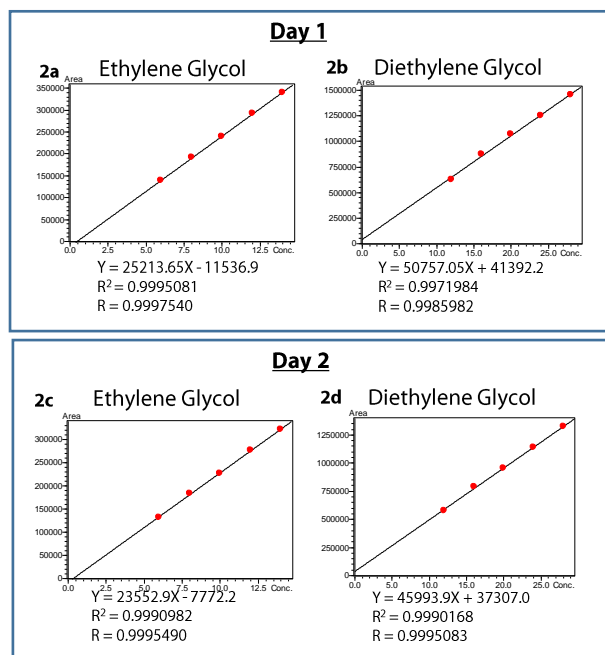 Day 1
2a Ethylene Glycol
Area
350000
300000
250000
200000
150000
100000
50000
0
0.0 2.5 5.0 7.5 10.0 12.5 Conc.
Y = 25213.65X - 11536.9
R² = 0.9995081
R = 0.9997540
2b Diethylene Glycol
Area
1500000
1250000
1000000
750000
500000
250000
0
0.0 5.0 10.0 15.0 20.0 25.0 Conc.
Y = 50757.05X + 41392.2
R² = 0.9971984
R = 0.9985982
Day 2
2c Ethylene Glycol
Area
300000
250000
200000
150000
100000
50000
0
0.0 2.5 5.0 7.5 10.0 12.5 Conc.
Y = 23552.9X - 7772.2
R² = 0.9990982
R = 0.9995490
2d Diethylene Glycol
Area
1250000
1000000
750000
500000
250000
0
0.0 5.0 10.0 15.0 20.0 25.0 Conc.
Y = 45993.9X + 37307.0
R² = 0.9990168
R = 0.9995083